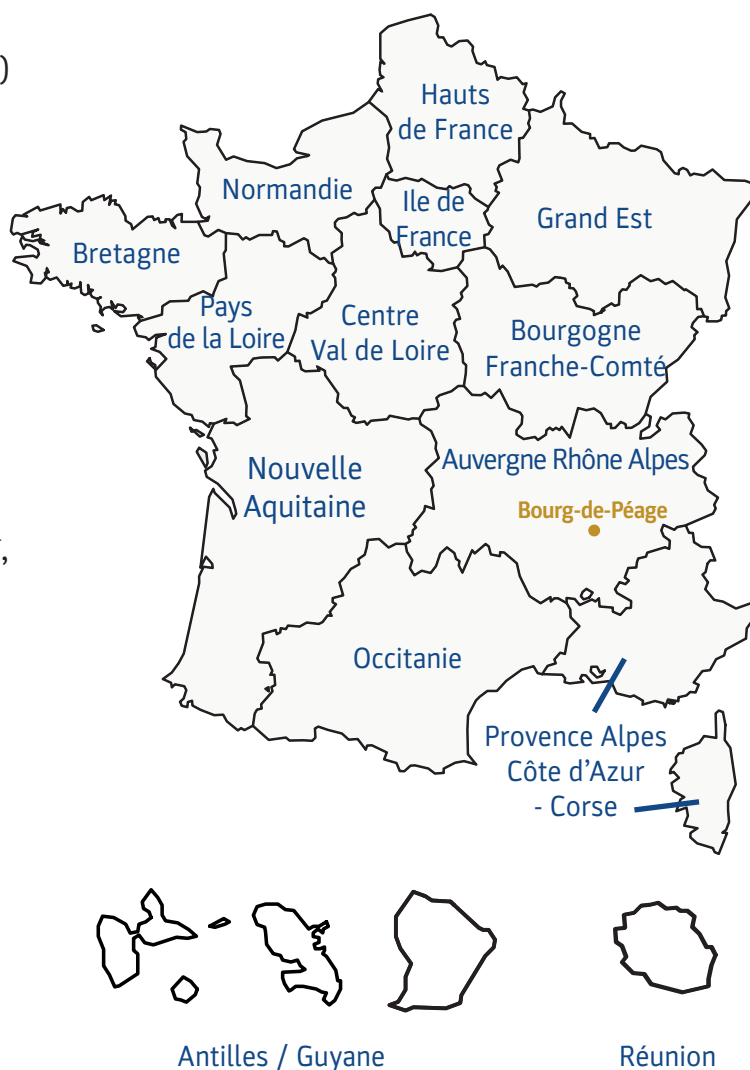 )
Hauts
de France
Normandie
Ile de
France
Grand Est
Bretagne
Pays
de la Loire
Centre
Val de Loire
Bourgogne
Franche-Comté
Nouvelle
Aquitaine
Auvergne Rhône Alpes
Bourg-de-Péage
,
Occitanie
Provence Alpes
Côte d’Azur
- Corse
Antilles / Guyane
Réunion